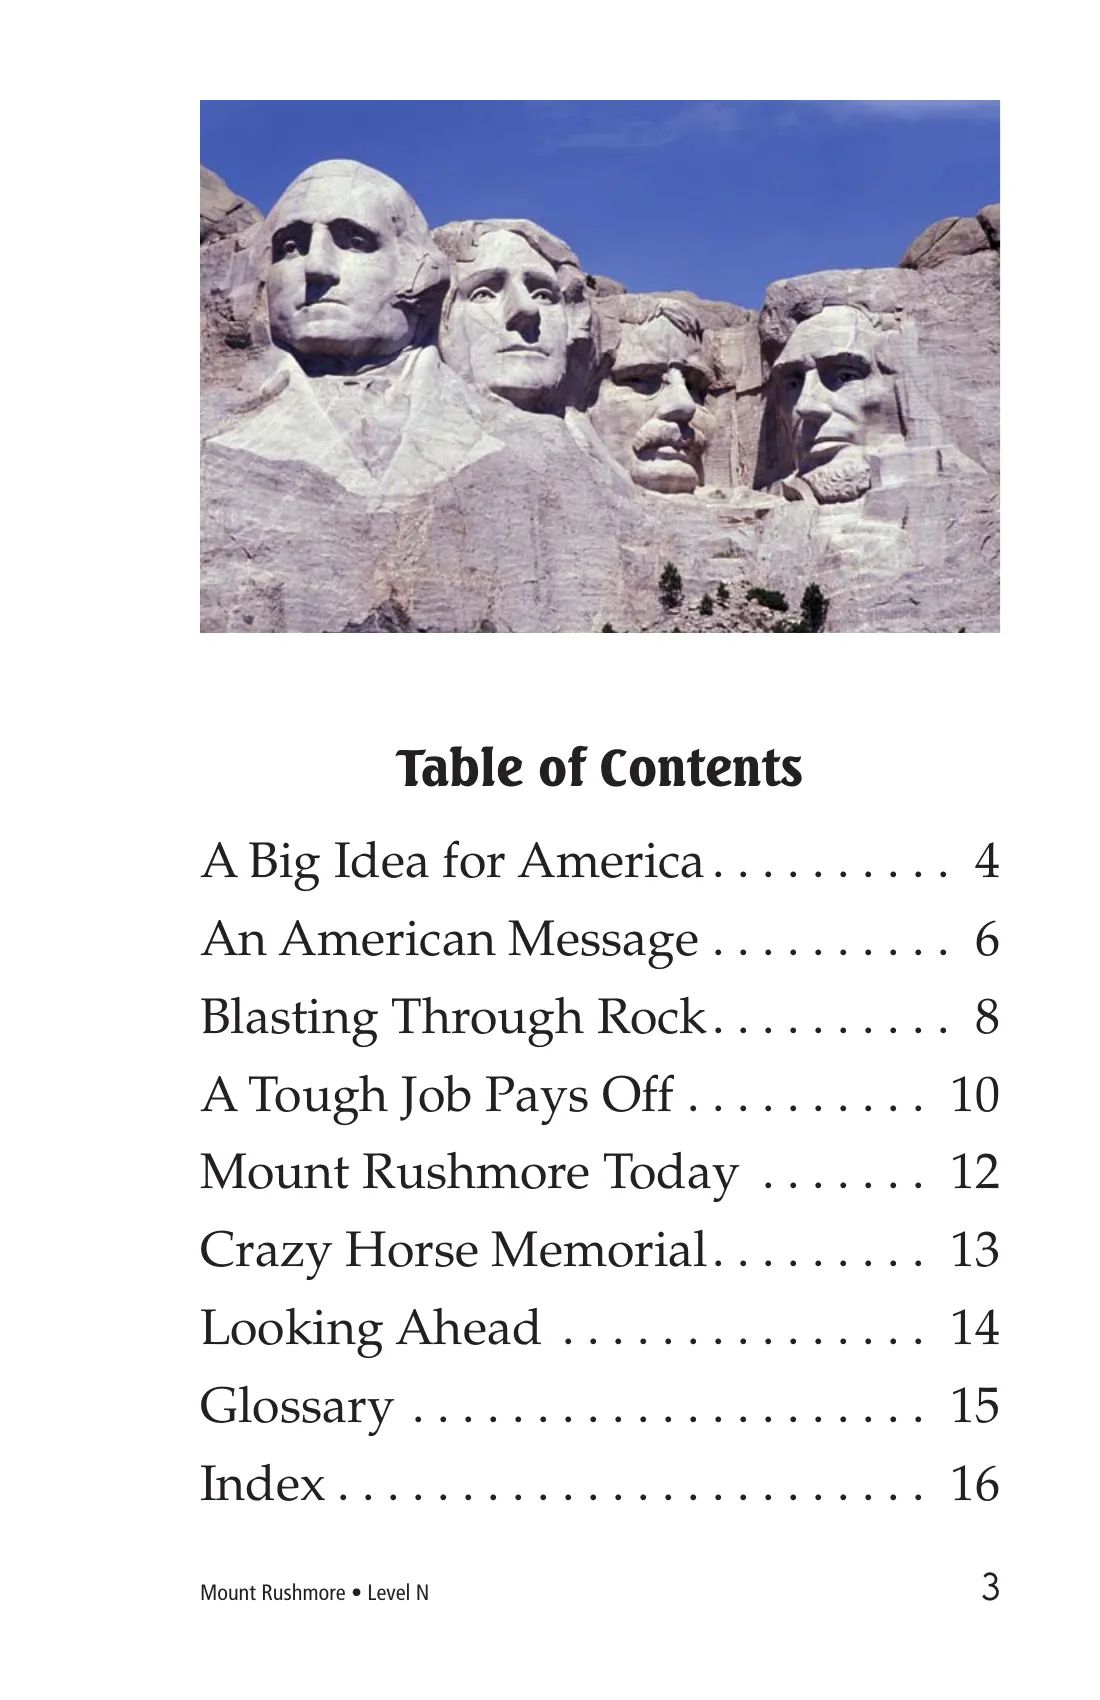 Table of Contents
A Big Idea for America . . . . . . . . . . 4
An American Message . . . . . . . . . . 6
Blasting Through Rock . . . . . . . . . . 8
A Tough Job Pays Off . . . . . . . . . . 10
Mount Rushmore Today . . . . . . . 12
Crazy Horse Memorial . . . . . . . . . 13
Looking Ahead . . . . . . . . . . . . . . . 14
Glossary . . . . . . . . . . . . . . . . . . . . . 15
Index . . . . . . . . . . . . . . . . . . . . . . . . 16
Mount Rushmore • Level N 3